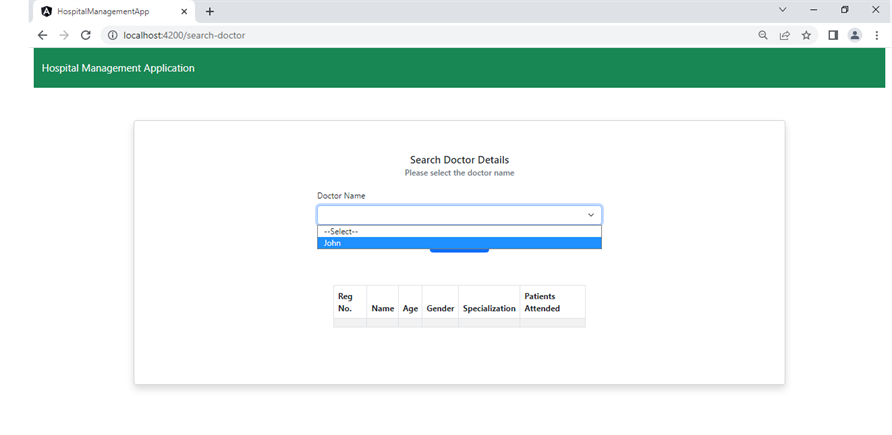 HospitalManagementApp
localhost:4200/search-doctor
Hospital Management Application
Search Doctor Details
Please select the doctor name
Doctor Name
--Select--
John
Reg No. Name Age Gender Specialization Patients Attended